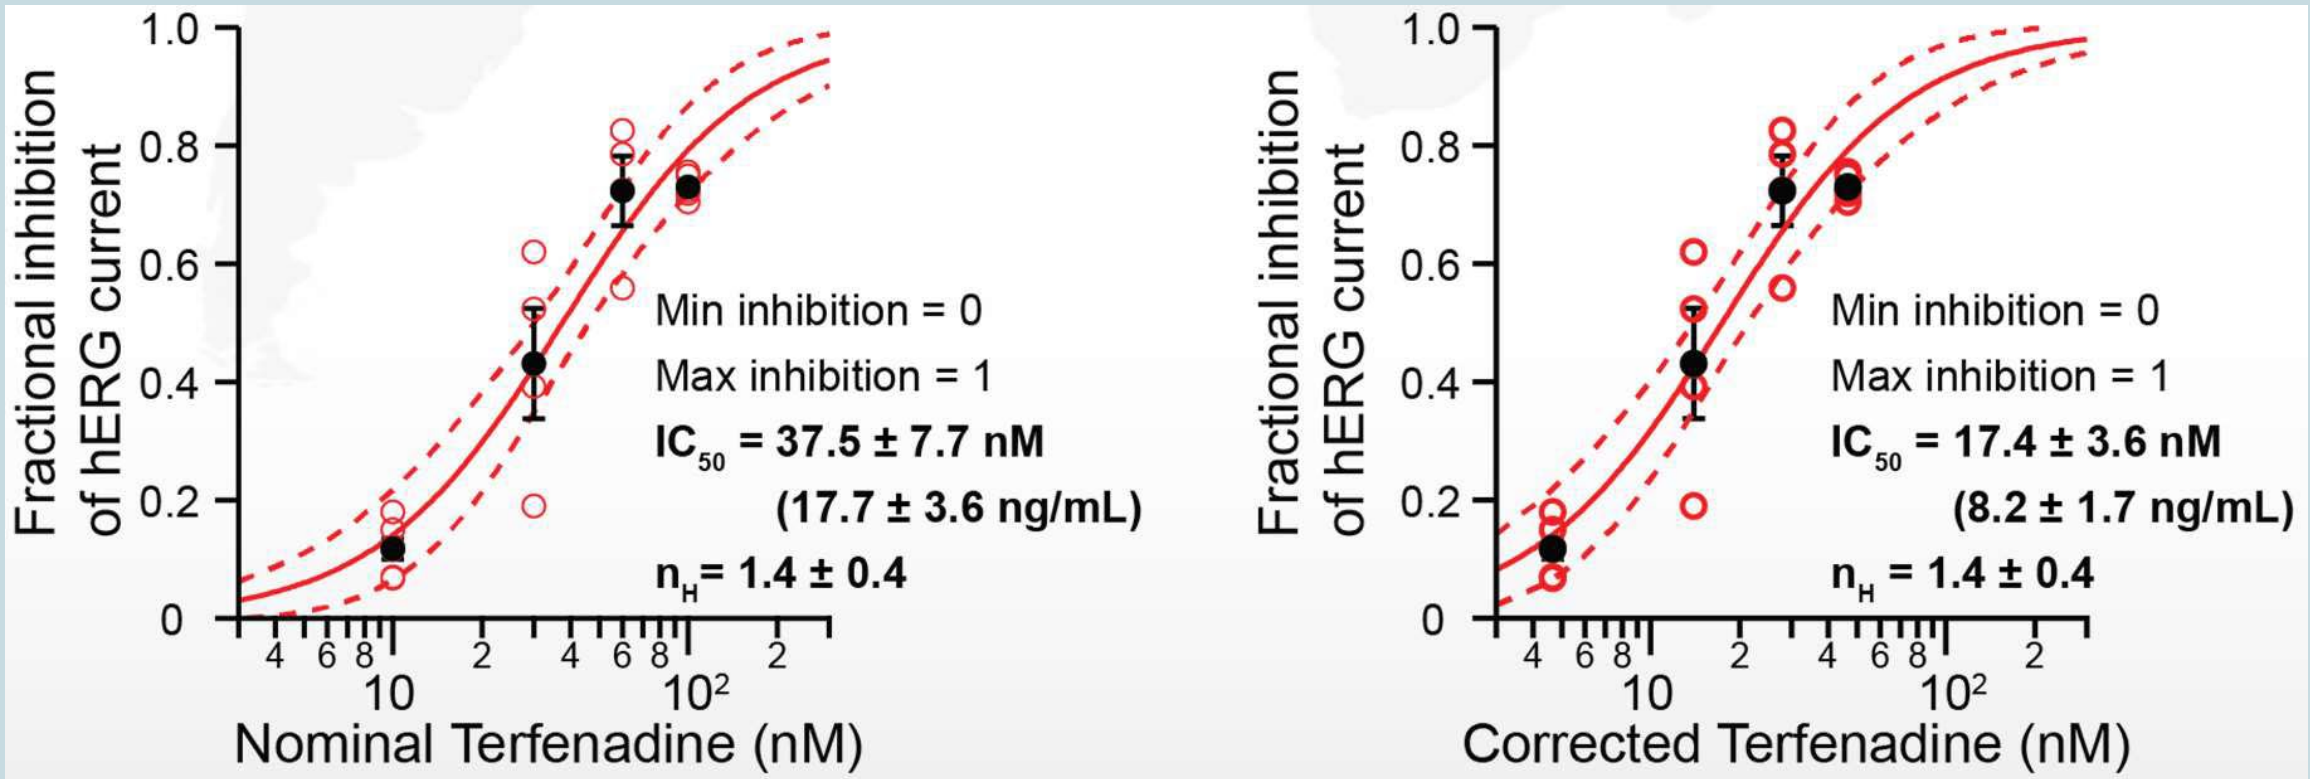 Fractional inhibition
of hERG current
1.0
0.8
0.6
0.4
0.2
0
4 6 8 2 4 6 8 2
10 10²
Nominal Terfenadine (nM)
Min inhibition = 0
Max inhibition = 1
IC₅₀ = 37.5 ± 7.7 nM
(17.7 ± 3.6 ng/mL)
n_H= 1.4 ± 0.4
Fractional inhibition
of hERG current
1.0
0.8
0.6
0.4
0.2
0
4 6 8 2 4 6 8 2
10 10²
Corrected Terfenadine (nM)
Min inhibition = 0
Max inhibition = 1
IC₅₀ = 17.4 ± 3.6 nM
(8.2 ± 1.7 ng/mL)
n_H = 1.4 ± 0.4